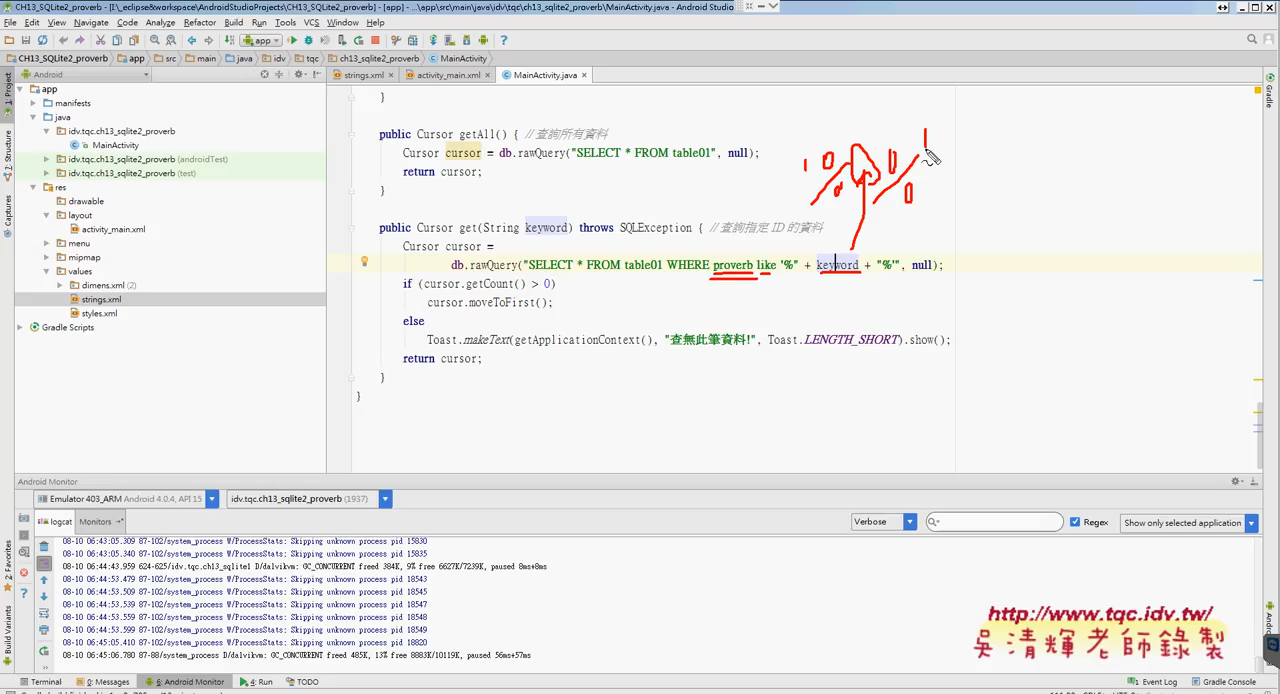 CH13_SQLite2_proverb - [E:\_eclipse&workspace\AndroidStudioProjects\CH13_SQLite2_proverb] - [app] - ...\app\src\main\java\idv\tqc\ch13_sqlite2_proverb\MainActivity.java - Android Studio
File Edit View Navigate Code Analyze Refactor Build Run Tools VCS Window Help
app
CH13_SQLite2_proverb app src main java idv tqc ch13_sqlite2_proverb MainActivity
Android
strings.xml activity_main.xml MainActivity.java
1: Project
7: Structure
Captures
2: Favorites
Build Variants
Gradle
app
manifests
java
idv.tqc.ch13_sqlite2_proverb
MainActivity
idv.tqc.ch13_sqlite2_proverb (androidTest)
idv.tqc.ch13_sqlite2_proverb (test)
res
drawable
layout
activity_main.xml
menu
mipmap
values
dimens.xml (2)
strings.xml
styles.xml
Gradle Scripts
}
public Cursor getAll() { //查詢所有資料
Cursor cursor = db.rawQuery("SELECT * FROM table01", null);
return cursor;
}
public Cursor get(String keyword) throws SQLException { //查詢指定 ID 的資料
Cursor cursor =
db.rawQuery("SELECT * FROM table01 WHERE proverb like '%" + keyword + "%'", null);
if (cursor.getCount() > 0)
cursor.moveToFirst();
else
Toast.makeText(getApplicationContext(), "查無此筆資料!", Toast.LENGTH_SHORT).show();
return cursor;
}
}
Android Monitor
Emulator 403_ARM Android 4.0.4, API 15 idv.tqc.ch13_sqlite2_proverb (1937)
logcat Monitors Verbose Regex Show only selected application
08-10 06:43:05.309 87-102/system_process W/ProcessStats: Skipping unknown process pid 15830
08-10 06:43:05.340 87-102/system_process W/ProcessStats: Skipping unknown process pid 15835
08-10 06:44:43.959 624-625/idv.tqc.ch13_sqlite1 D/dalvikvm: GC_CONCURRENT freed 384K, 9% free 6627K/7239K, paused 8ms+8ms
08-10 06:44:53.479 87-102/system_process W/ProcessStats: Skipping unknown process pid 18543
08-10 06:44:53.509 87-102/system_process W/ProcessStats: Skipping unknown process pid 18545
08-10 06:44:53.539 87-102/system_process W/ProcessStats: Skipping unknown process pid 18547
08-10 06:44:53.558 87-102/system_process W/ProcessStats: Skipping unknown process pid 18548
08-10 06:44:53.599 87-102/system_process W/ProcessStats: Skipping unknown process pid 18549
08-10 06:45:05.410 87-102/system_process W/ProcessStats: Skipping unknown process pid 18820
08-10 06:45:06.780 87-88/system_process D/dalvikvm: GC_CONCURRENT freed 485K, 13% free 8883K/10119K, paused 56ms+57ms
http://www.tqc.idv.tw/
吳清輝老師錄製
Terminal 0: Messages 6: Android Monitor 4: Run TODO 1 Event Log Gradle Console